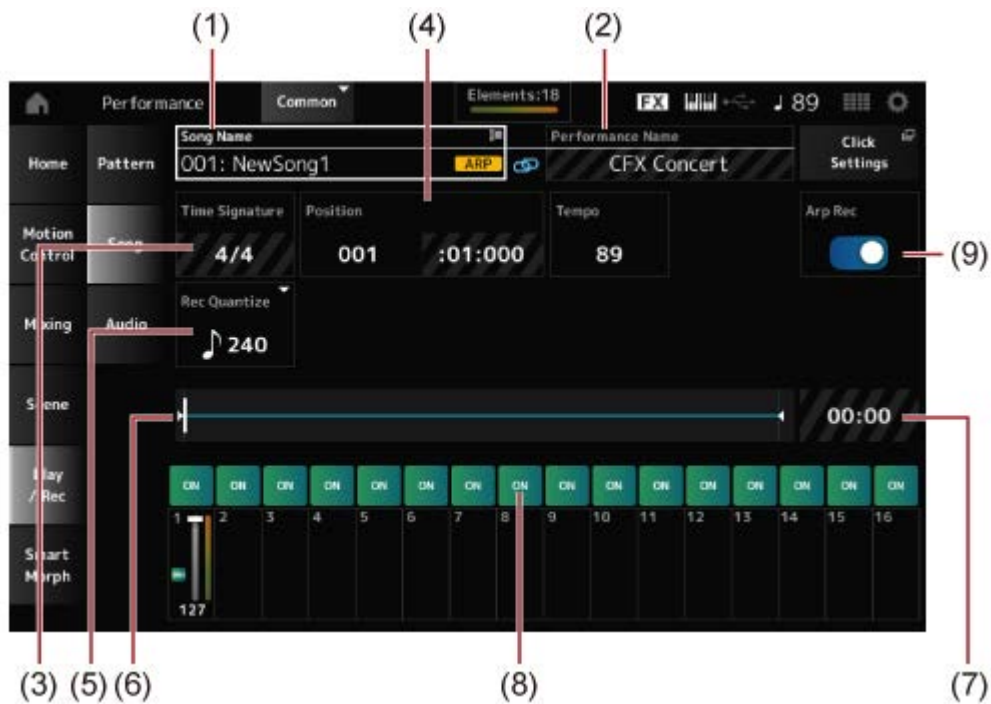 (1) (4) (2)
Performance Common Elements:18 FX ♩ 89
Song Name Performance Name Click Settings
Home Pattern 001: NewSong1 ARP CFX Concert
Time Signature Position Tempo Arp Rec
Motion Control Song 4/4 001 :01:000 89 (9)
Rec Quantize
Mixing Audio ♪ 240
Scene 00:00
Play / Rec ON ON ON ON ON ON ON ON ON ON ON ON ON ON ON ON
1 2 3 4 5 6 7 8 9 10 11 12 13 14 15 16
Smart Morph
127
(3) (5) (6) (8) (7)